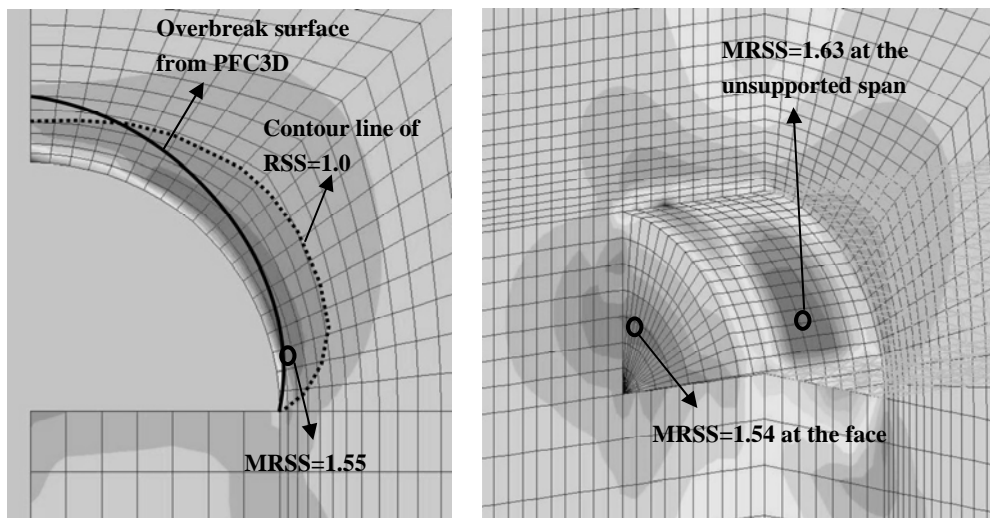 Overbreak surface
from PFC3D
Contour line of
RSS=1.0
MRSS=1.55
MRSS=1.63 at the
unsupported span
MRSS=1.54 at the face